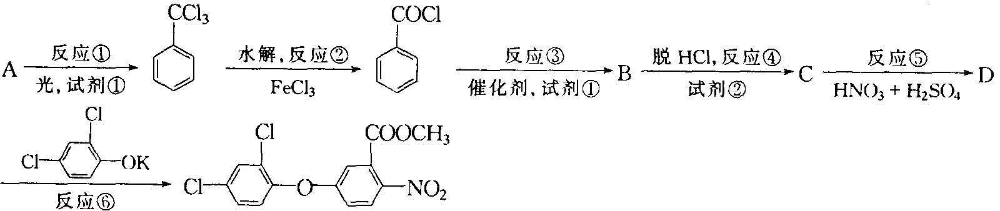 CCl₃ COCl
A 反应① 水解,反应② 反应③ B 脱 HCl,反应④ C 反应⑤ D
光,试剂① FeCl₃ 催化剂,试剂① 试剂② HNO₃ + H₂SO₄
Cl Cl COOCH₃
Cl OK Cl O NO₂
反应⑥